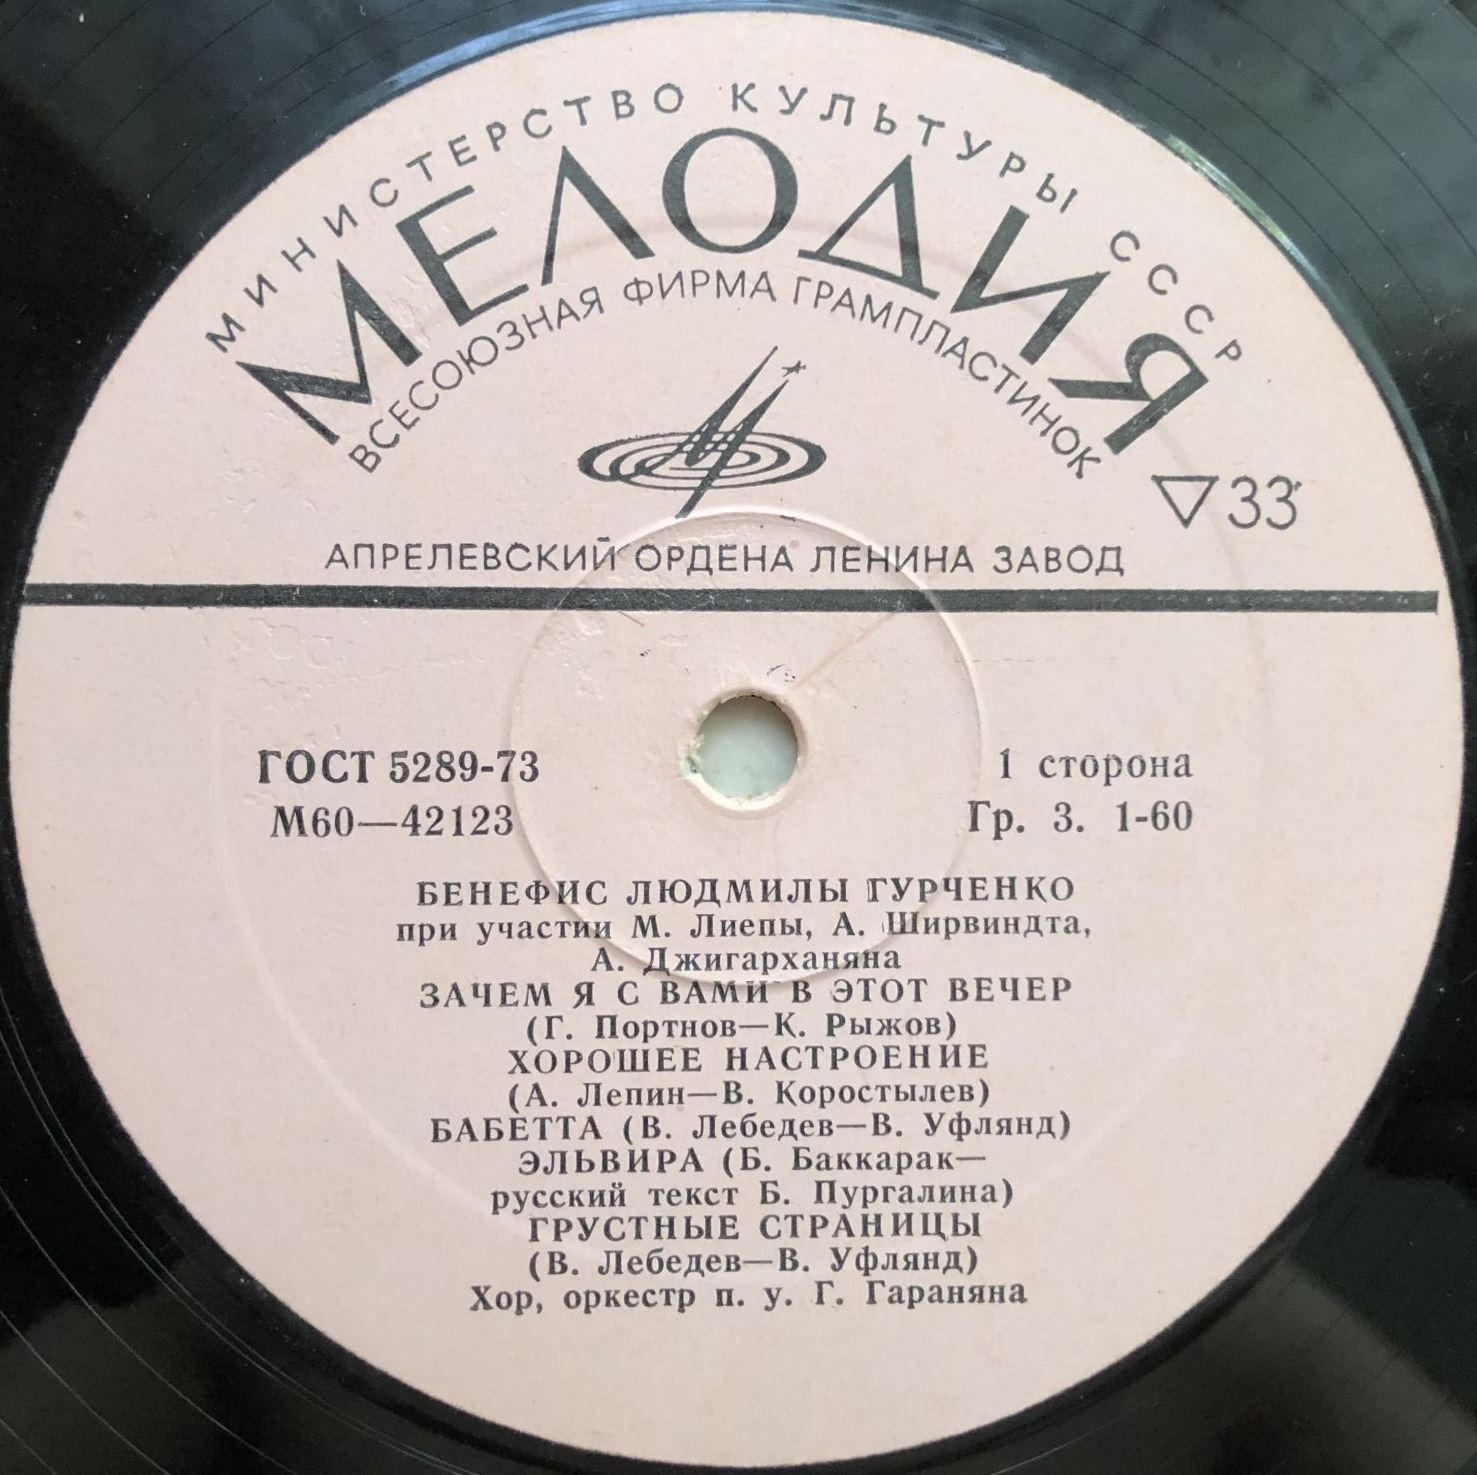 МИНИСТЕРСТВО КУЛЬТУРЫ СССР
МЕЛОДИЯ
ВСЕСОЮЗНАЯ ФИРМА ГРАМПЛАСТИНОК
33
АПРЕЛЕВСКИЙ ОРДЕНА ЛЕНИНА ЗАВОД
ГОСТ 5289-73
М60—42123
1 сторона
Гр. 3. 1-60
БЕНЕФИС ЛЮДМИЛЫ ГУРЧЕНКО
при участии М. Лиепы, А. Ширвиндта,
А. Джигарханяна
ЗАЧЕМ Я С ВАМИ В ЭТОТ ВЕЧЕР
(Г. Портнов—К. Рыжов)
ХОРОШЕЕ НАСТРОЕНИЕ
(А. Лепин—В. Коростылев)
БАБЕТТА (В. Лебедев—В. Уфлянд)
ЭЛЬВИРА (Б. Баккарак—
русский текст Б. Пургалина)
ГРУСТНЫЕ СТРАНИЦЫ
(В. Лебедев—В. Уфлянд)
Хор, оркестр п. у. Г. Гараняна